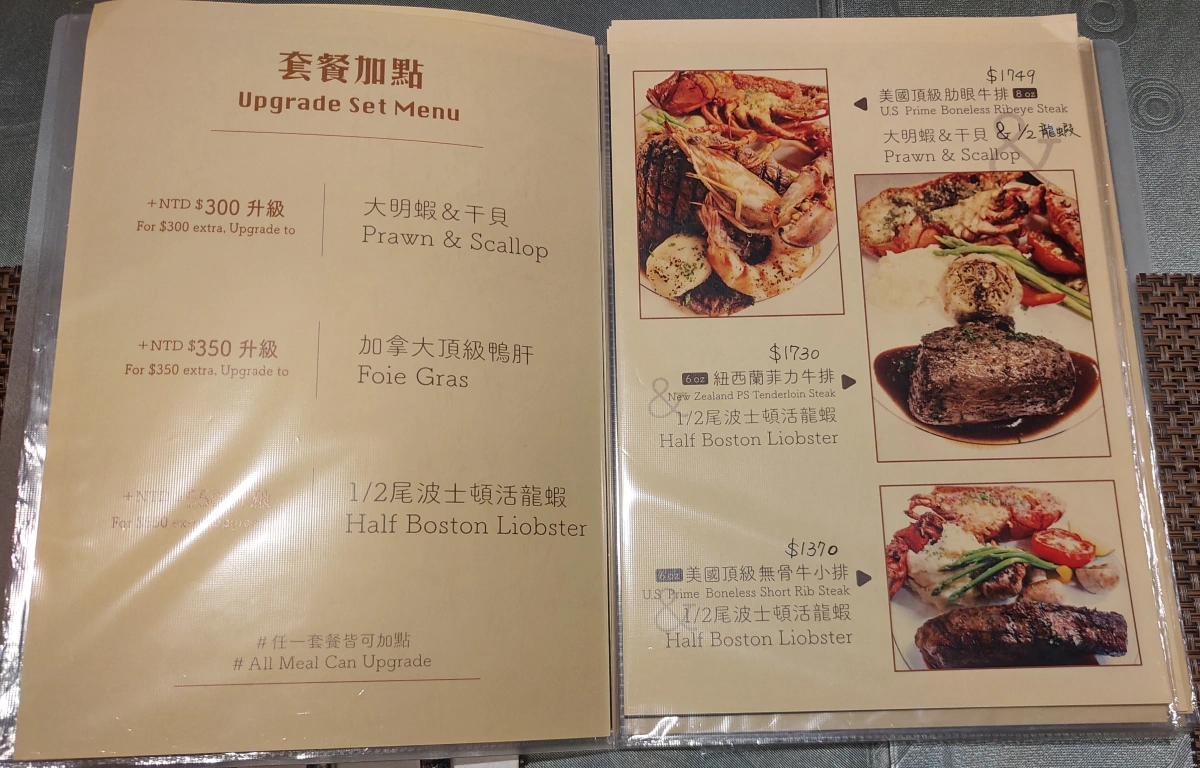 套餐加點
Upgrade Set Menu
+NTD $300 升級
For $300 extra, Upgrade to
大明蝦&干貝
Prawn & Scallop
+NTD $350 升級
For $350 extra, Upgrade to
加拿大頂級鴨肝
Foie Gras
+NTD
For
1/2尾波士頓活龍蝦
Half Boston Liobster
#任一套餐皆可加點
# All Meal Can Upgrade
$1749
美國頂級肋眼牛排 8 oz
U.S Prime Boneless Ribeye Steak
大明蝦&干貝 & 1/2龍蝦
Prawn & Scallop
&
$1730
6 oz 紐西蘭菲力牛排
New Zealand PS Tenderloin Steak
&
1/2尾波士頓活龍蝦
Half Boston Liobster
$1370
6 oz 美國頂級無骨牛小排
U.S Prime Boneless Short Rib Steak
&
1/2尾波士頓活龍蝦
Half Boston Liobster